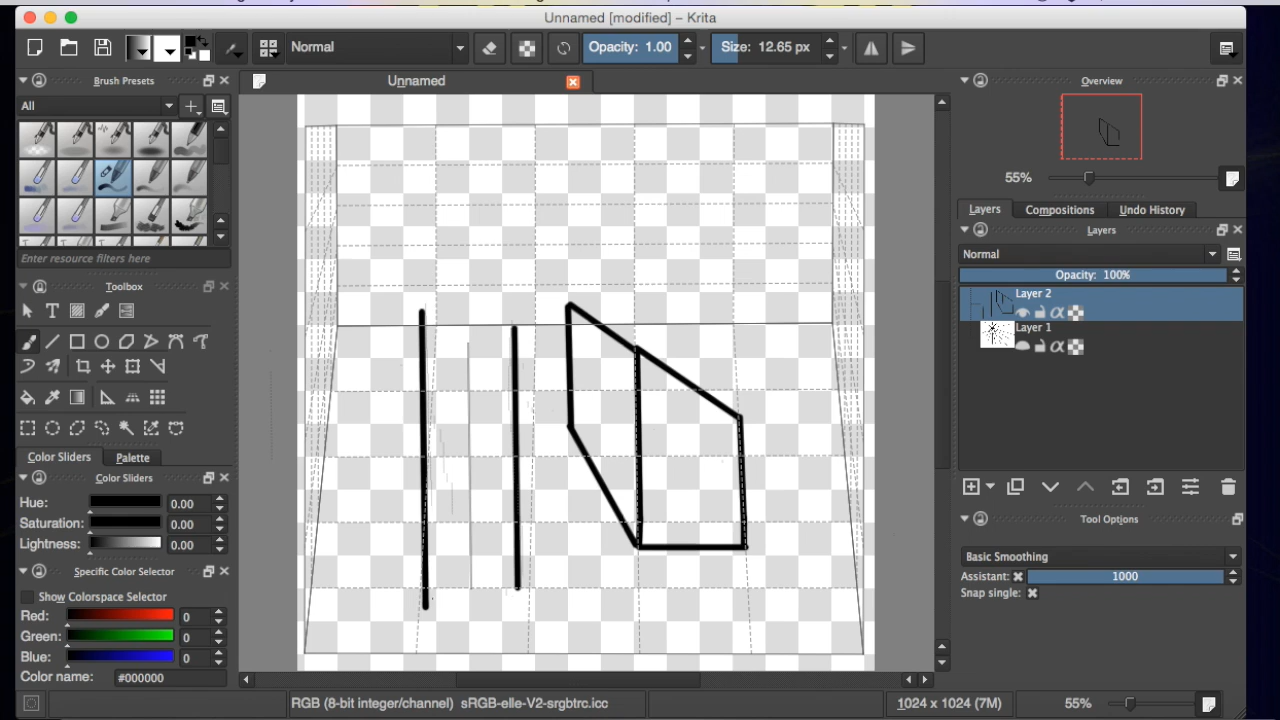 Unnamed [modified] – Krita
Normal
Opacity: 1.00
Size: 12.65 px
Brush Presets
Unnamed
Overview
All
55%
Enter resource filters here
Layers
Compositions
Undo History
Layers
Toolbox
Normal
Opacity: 100%
Layer 2
Layer 1
Color Sliders
Palette
Color Sliders
Hue: 0.00
Saturation: 0.00
Lightness: 0.00
Tool Options
Basic Smoothing
Specific Color Selector
Assistant: 1000
Snap single:
Show Colorspace Selector
Red: 0
Green: 0
Blue: 0
Color name: #000000
RGB (8-bit integer/channel) sRGB-elle-V2-srgbtrc.icc
1024 x 1024 (7M)
55%